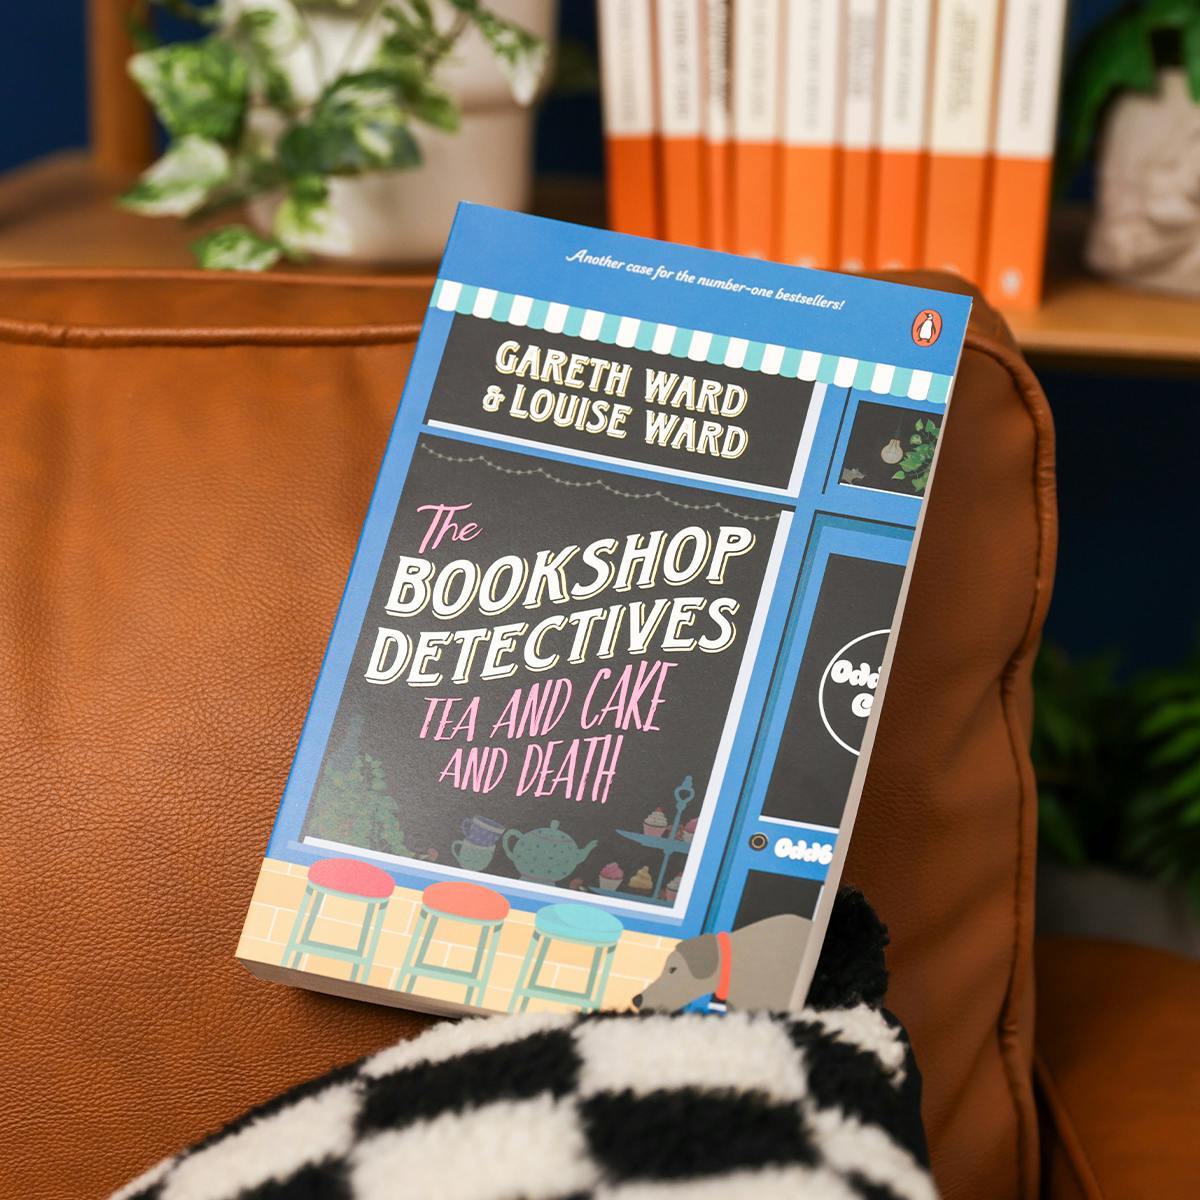 Another case for the number-one bestsellers!
GARETH WARD
& LOUISE WARD
The
BOOKSHOP
DETECTIVES
TEA AND CAKE
AND DEATH